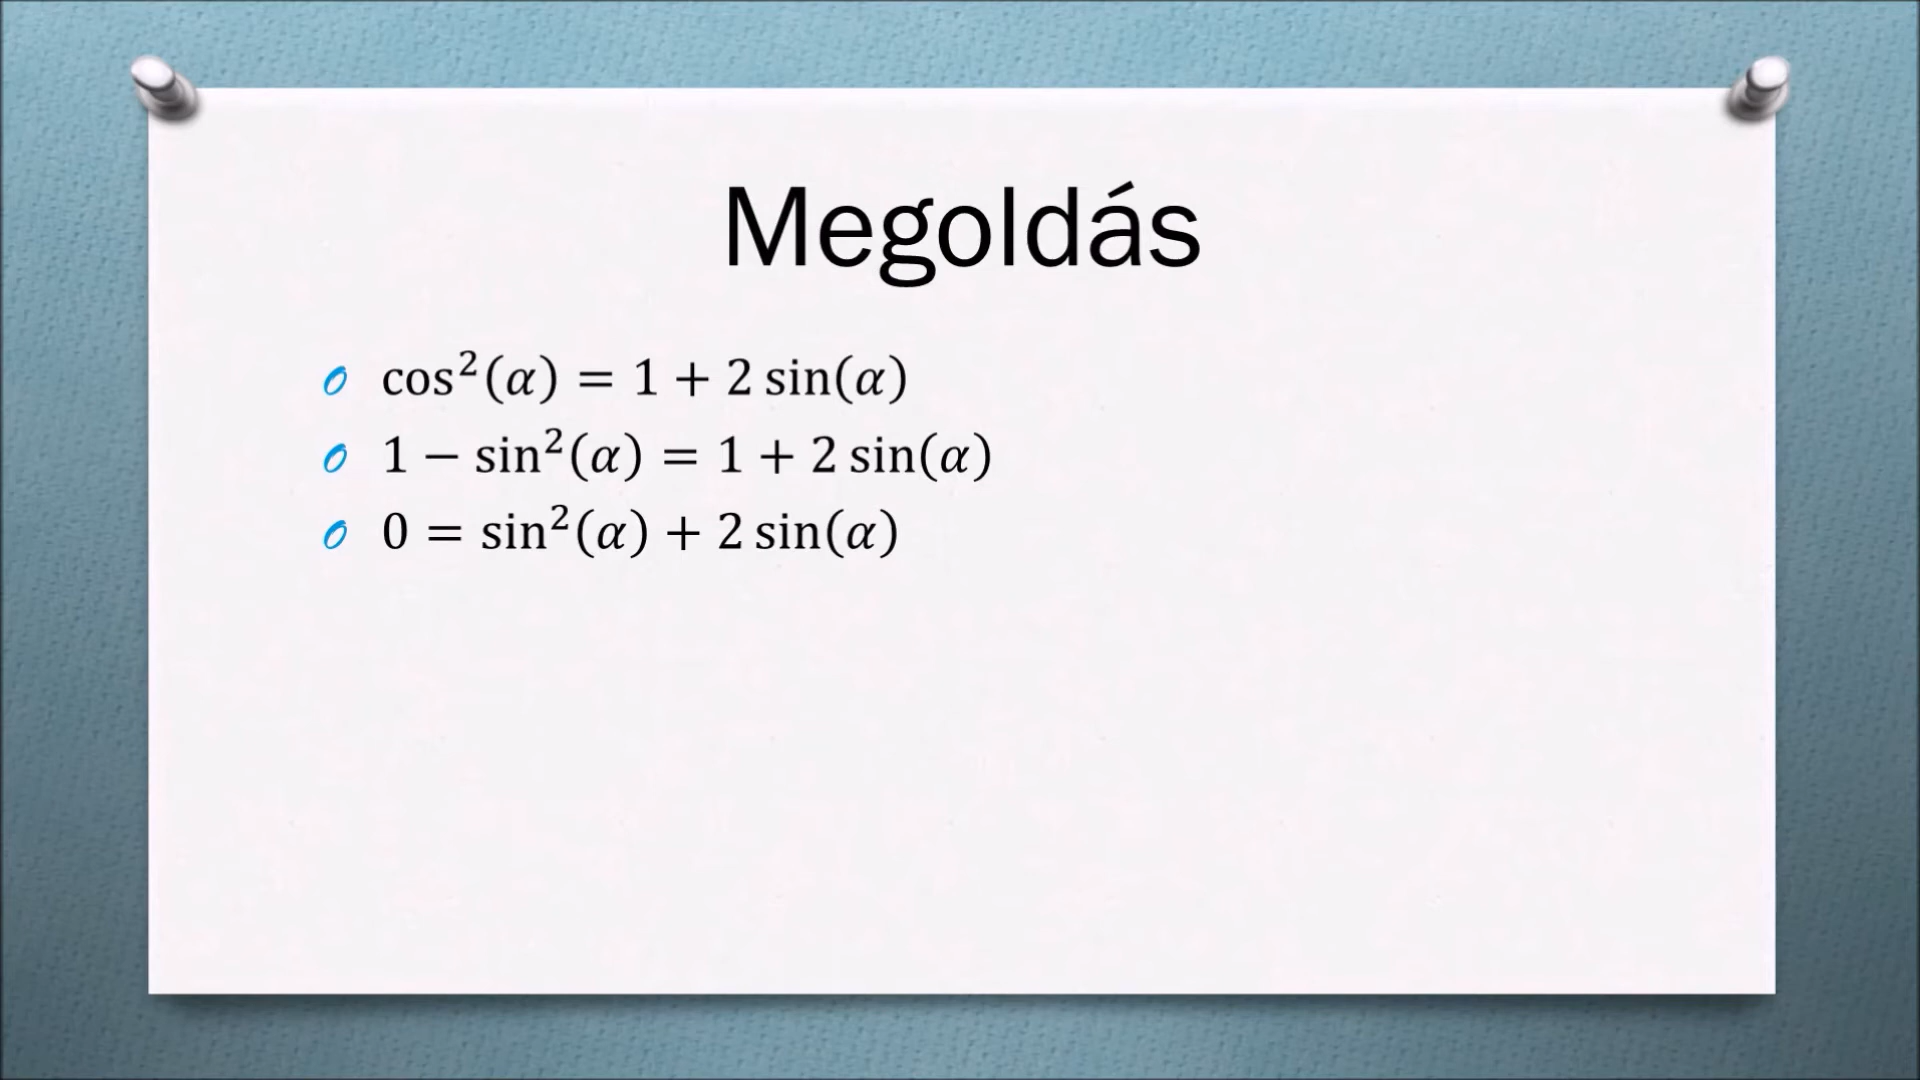 Megoldás
cos²(α) = 1 + 2 sin(α)
1 − sin²(α) = 1 + 2 sin(α)
0 = sin²(α) + 2 sin(α)